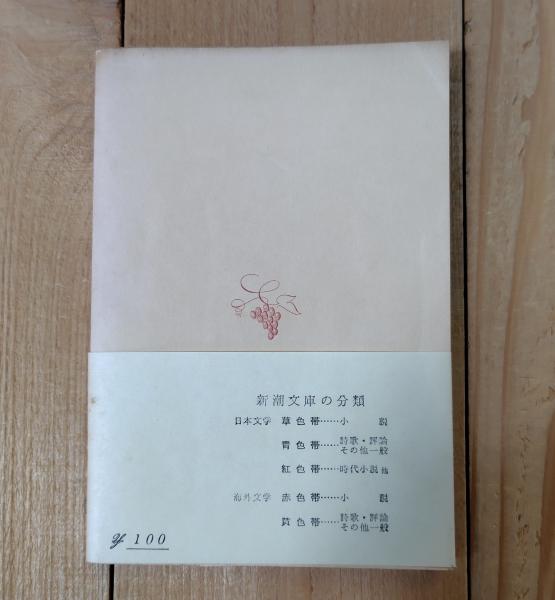 新潮文庫の分類
日本文学 草色帯……小説
青色帯……詩歌・評論
その他一般
紅色帯……時代小説他
海外文学 赤色帯……小説
黄色帯……詩歌・評論
その他一般
¥ 100